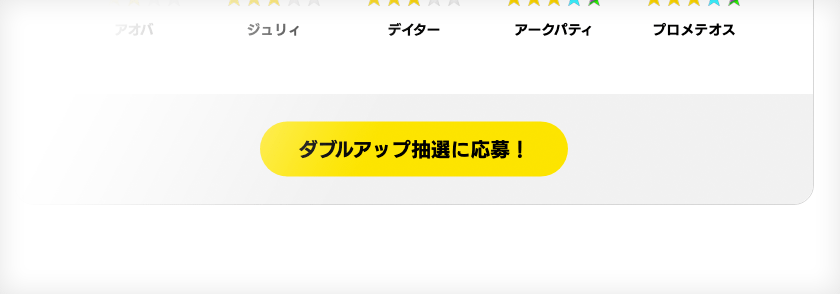 アオバ
ジュリィ
デイター
アークパティ
プロメテオス
ダブルアップ抽選に応募！